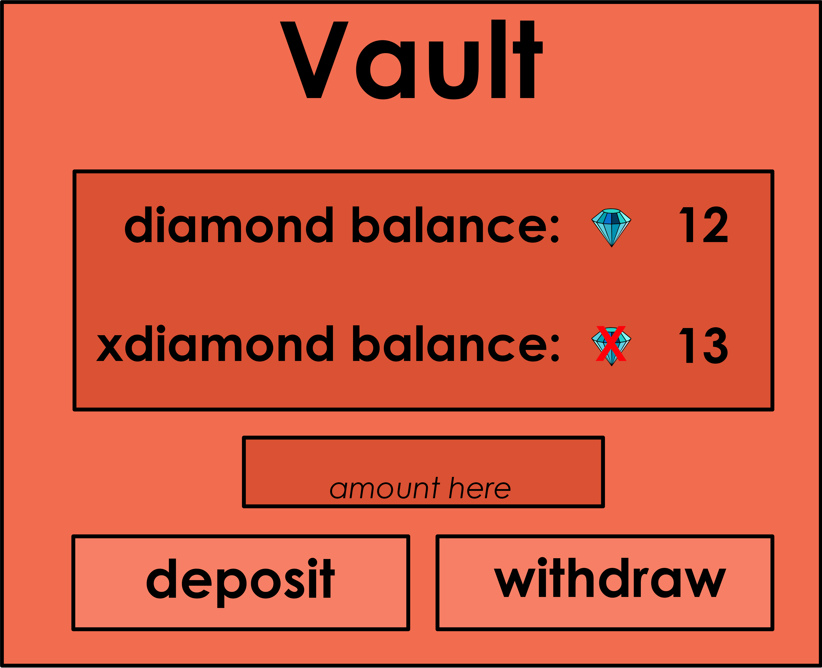 Vault
diamond balance: 12
xdiamond balance: X 13
amount here
deposit
withdraw